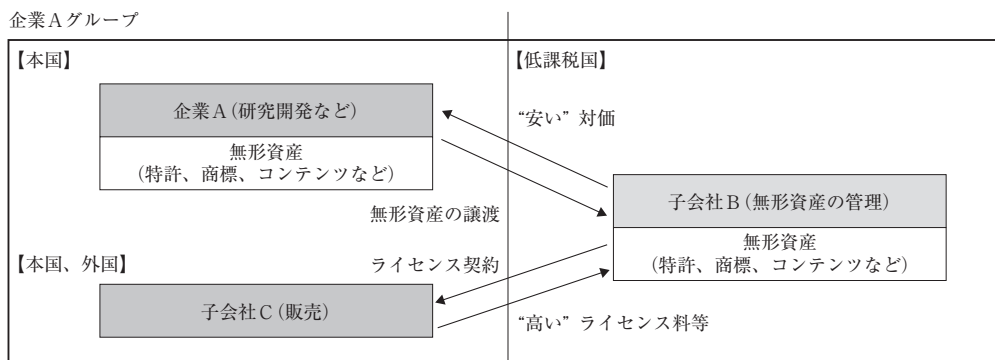 企業Aグループ
【本国】
【低課税国】
企業A(研究開発など)
無形資産
(特許、商標、コンテンツなど)
“安い”対価
無形資産の譲渡
子会社B(無形資産の管理)
無形資産
(特許、商標、コンテンツなど)
【本国、外国】
ライセンス契約
子会社C(販売)
“高い”ライセンス料等